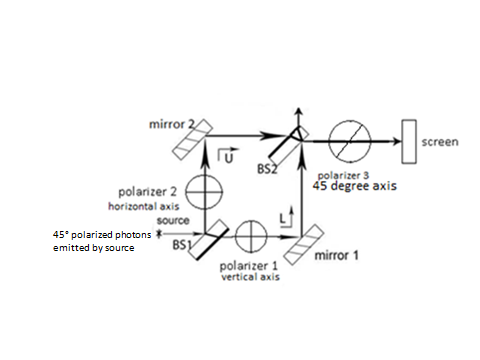 mirror 2
U
screen
BS2
polarizer 3
45 degree axis
polarizer 2
horizontal axis
source
L
45° polarized photons
emitted by source
BS1
mirror 1
polarizer 1
vertical axis